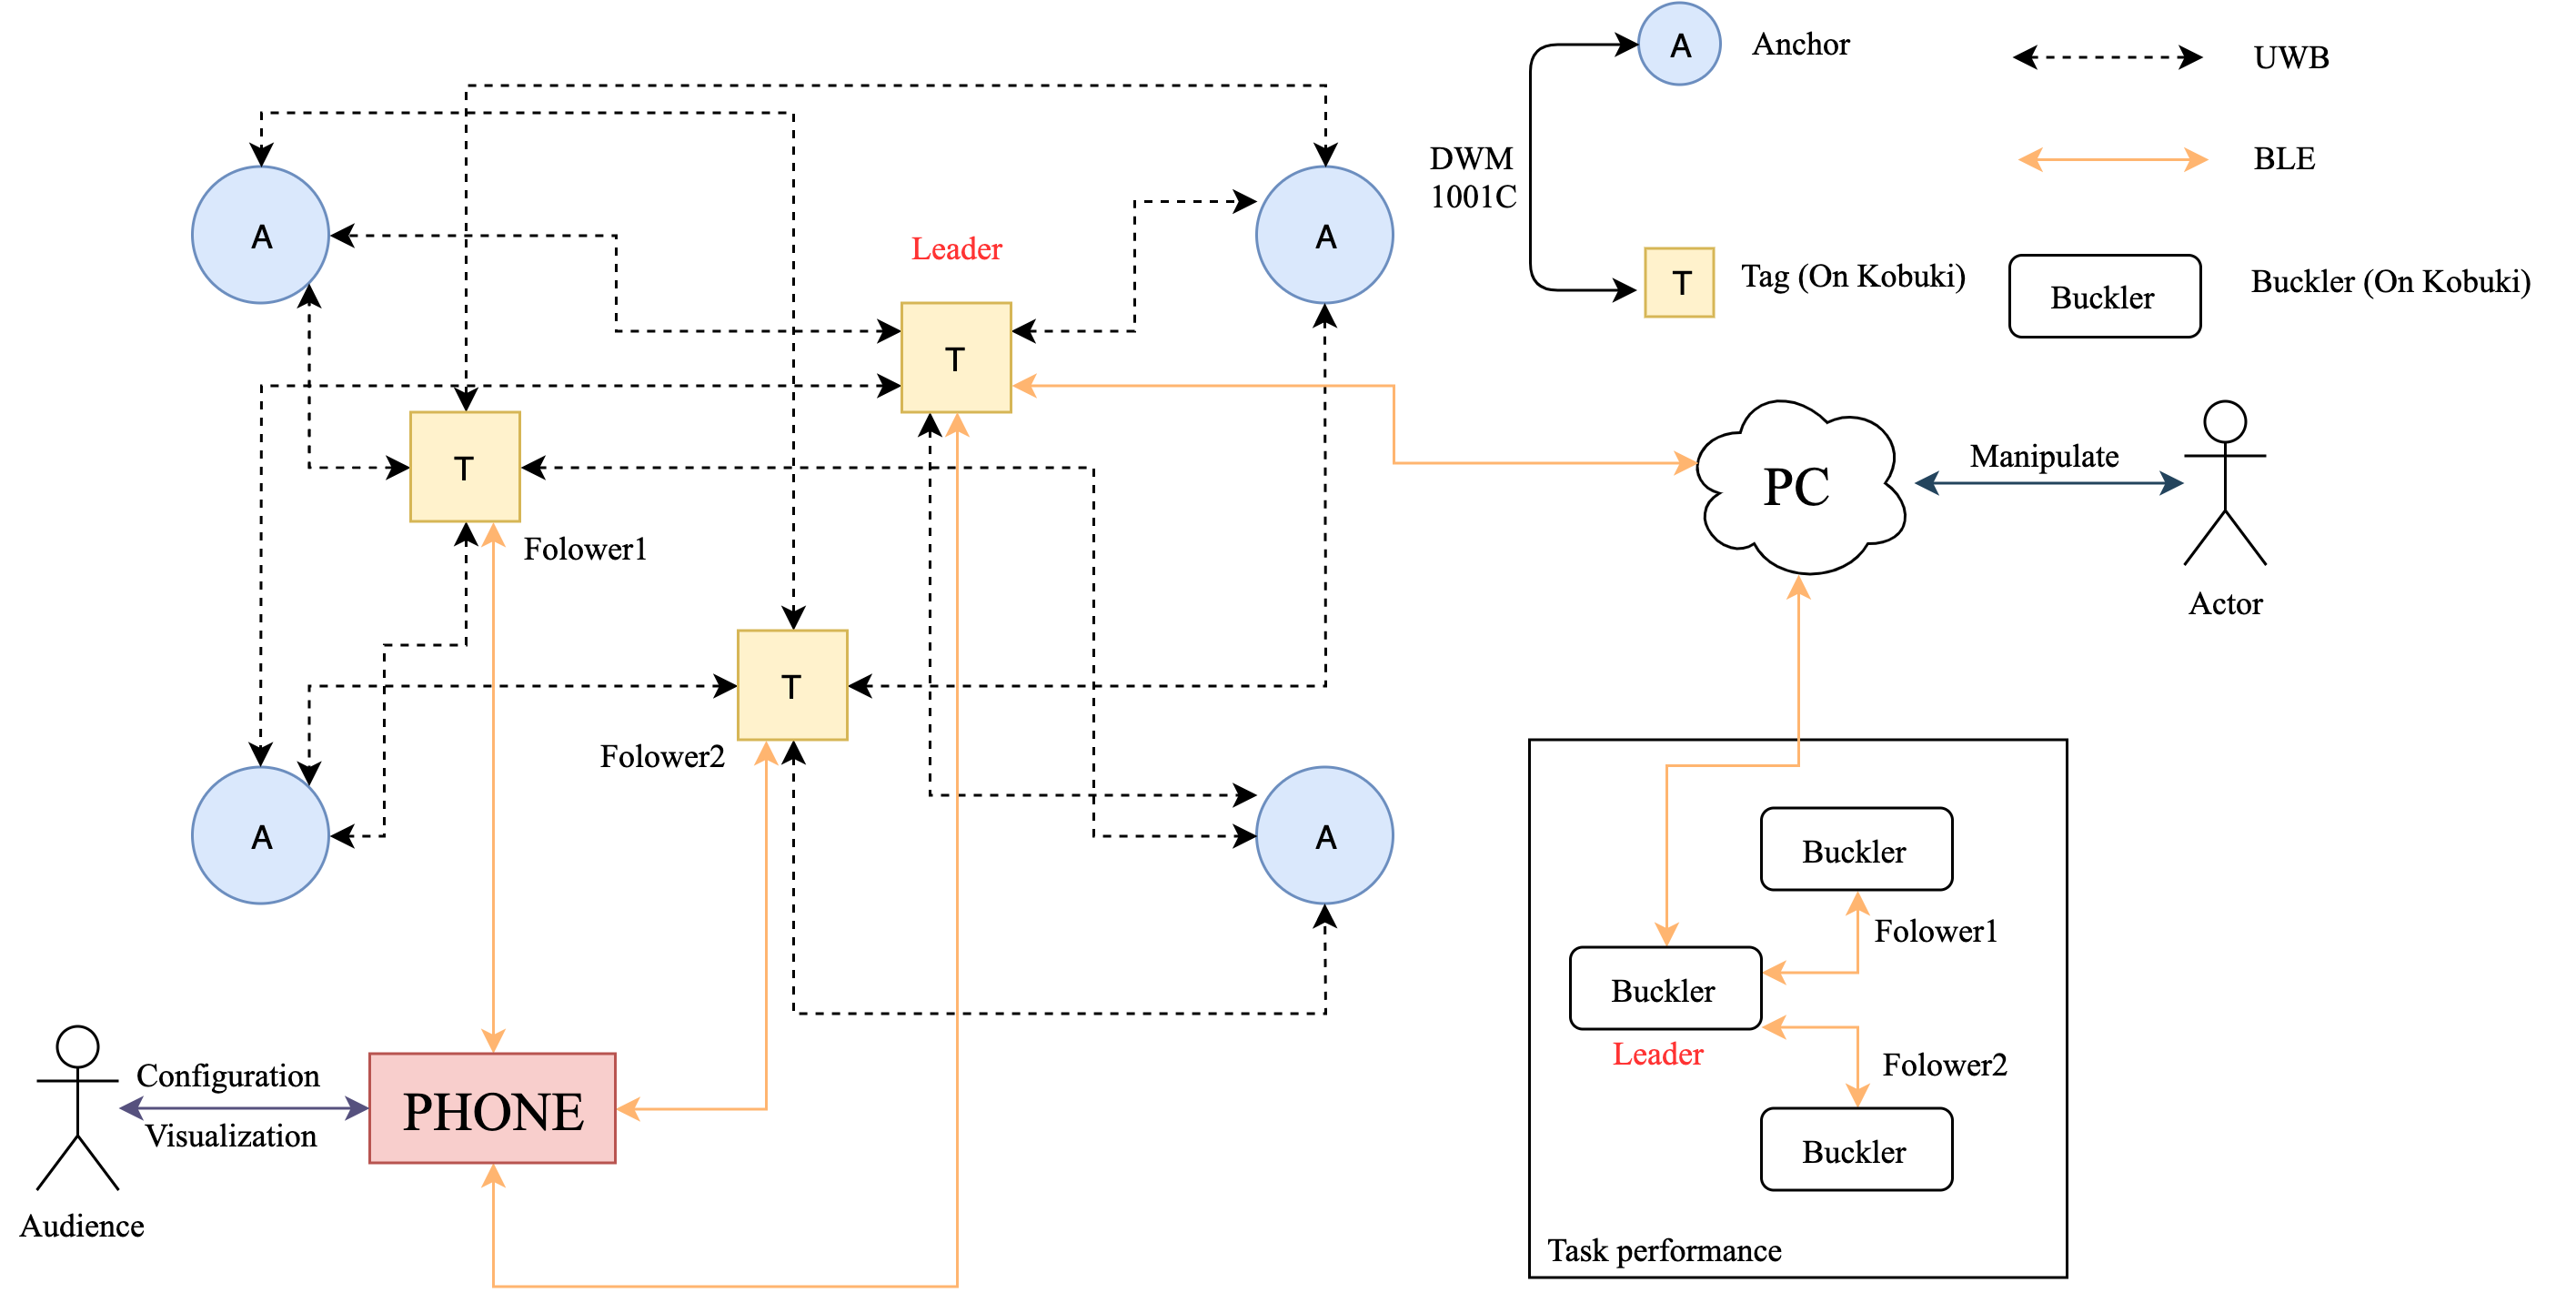 A
Anchor
UWB
DWM
1001C
BLE
T
Tag (On Kobuki)
Buckler
Buckler (On Kobuki)
A
A
Leader
T
T
Folower1
T
Folower2
A
A
PC
Manipulate
Actor
Buckler
Folower1
Buckler
Leader
Folower2
Buckler
Task performance
Configuration
Visualization
PHONE
Audience